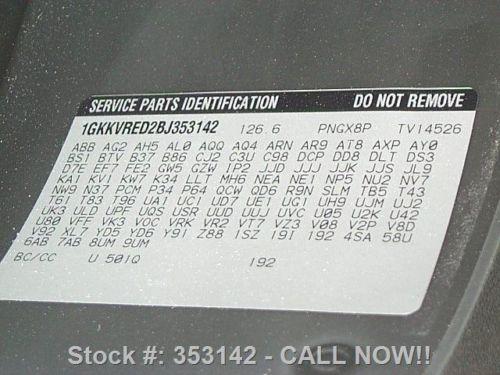 SERVICE PARTS IDENTIFICATION DO NOT REMOVE
1GKKVRED2BJ353142 126.6 PNGX8P TV14526
ABB AG2 AH5 AL0 AQQ AQ4 ARN AR9 AT8 AXP AY0
BS1 BTV B37 B86 CJ2 C3U C98 DCP DD8 DLT DS3
D7E EF7 FE2 GW5 GZW IP2 JJD JJJ JJK JJS JL9
KA1 KVI KW7 K34 LLT MH6 NEA NEI NP5 NU2 NV7
NW9 N37 PCM P34 P64 QCW QD6 R9N SLM TB5 T43
T61 T83 T96 UAI UC1 UD7 UE1 UG1 UH9 UJM UJ2
UK3 ULD UPF UQS USR UUD UUJ UVC U05 U2K U42
U80 VFF VK3 VQC VRK VR2 VT7 VZ3 V08 V2P V8D
V92 XL7 YD5 YD6 Y91 Z88 1SZ 19I 192 4SA 58U
6AB 7AB 8UM 9UM
BC/CC U 501Q 192
Stock #: 353142 - CALL NOW!!